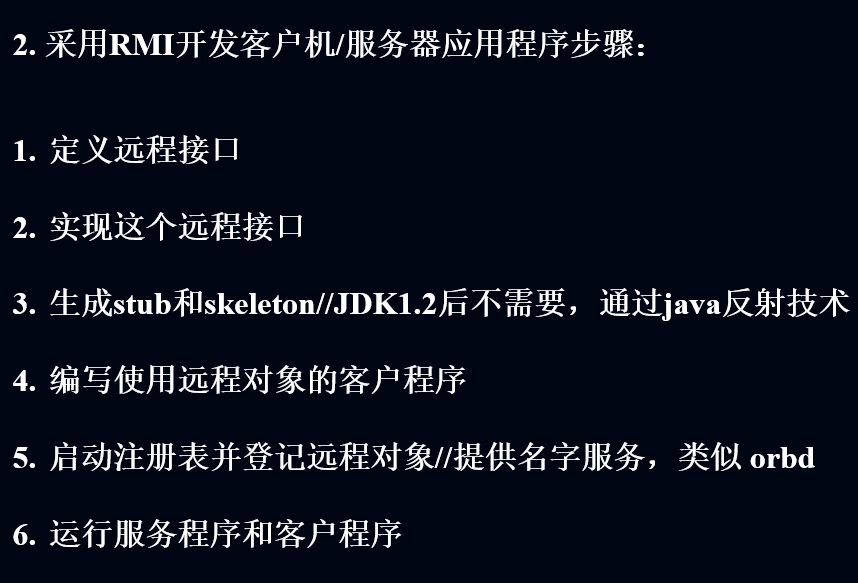 2. 采用RMI开发客户机/服务器应用程序步骤：
1. 定义远程接口
2. 实现这个远程接口
3. 生成stub和skeleton//JDK1.2后不需要，通过java反射技术
4. 编写使用远程对象的客户程序
5. 启动注册表并登记远程对象//提供名字服务，类似 orbd
6. 运行服务程序和客户程序